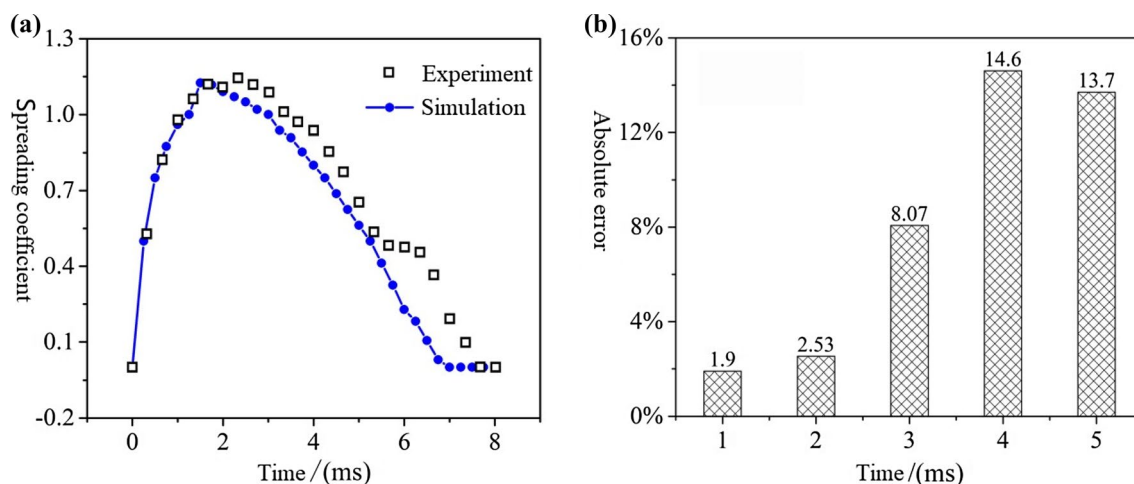 (a)
1.3
1.0
0.7
0.4
0.1
-0.2
Spreading coefficient
Experiment
Simulation
0 2 4 6 8
Time /(ms)
(b)
16%
12%
8%
4%
0%
Absolute error
1.9
2.53
8.07
14.6
13.7
1 2 3 4 5
Time /(ms)